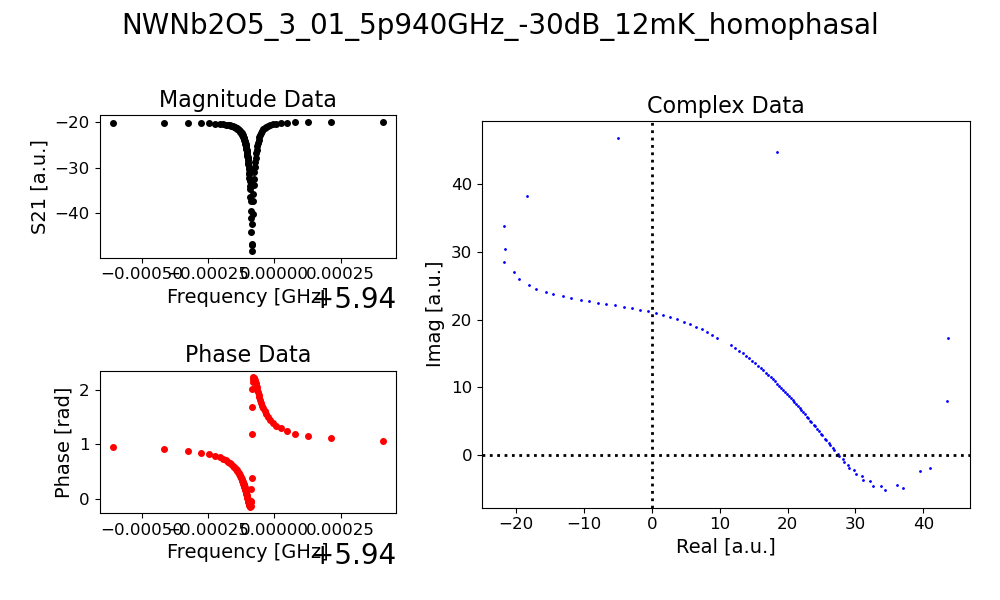 NWNb2O5_3_01_5p940GHz_-30dB_12mK_homophasal
Magnitude Data
S21 [a.u.]
−20
−30
−40
−0.00050
−0.00025
0.00000
0.00025
Frequency [GHz]
+5.94
Phase Data
Phase [rad]
2
1
0
−0.00050
−0.00025
0.00000
0.00025
Frequency [GHz]
+5.94
Complex Data
Imag [a.u.]
40
30
20
10
0
−20
−10
0
10
20
30
40
Real [a.u.]